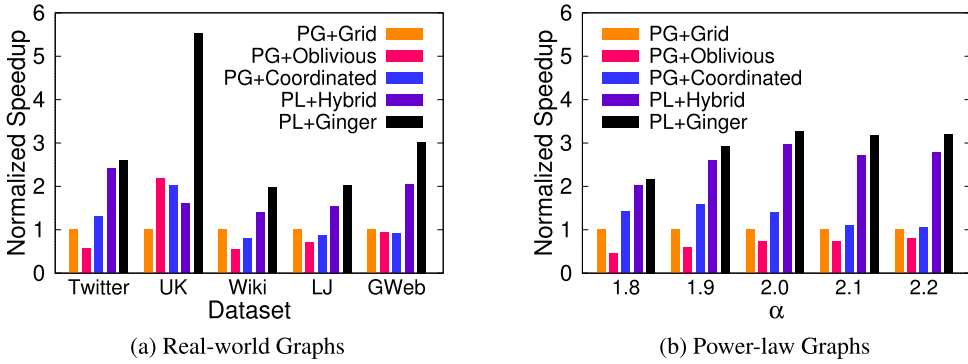 Normalized Speedup
6
5
4
3
2
1
0
PG+Grid
PG+Oblivious
PG+Coordinated
PL+Hybrid
PL+Ginger
Twitter UK Wiki LJ GWeb
Dataset
(a) Real-world Graphs
Normalized Speedup
6
5
4
3
2
1
0
PG+Grid
PG+Oblivious
PG+Coordinated
PL+Hybrid
PL+Ginger
1.8 1.9 2.0 2.1 2.2
α
(b) Power-law Graphs